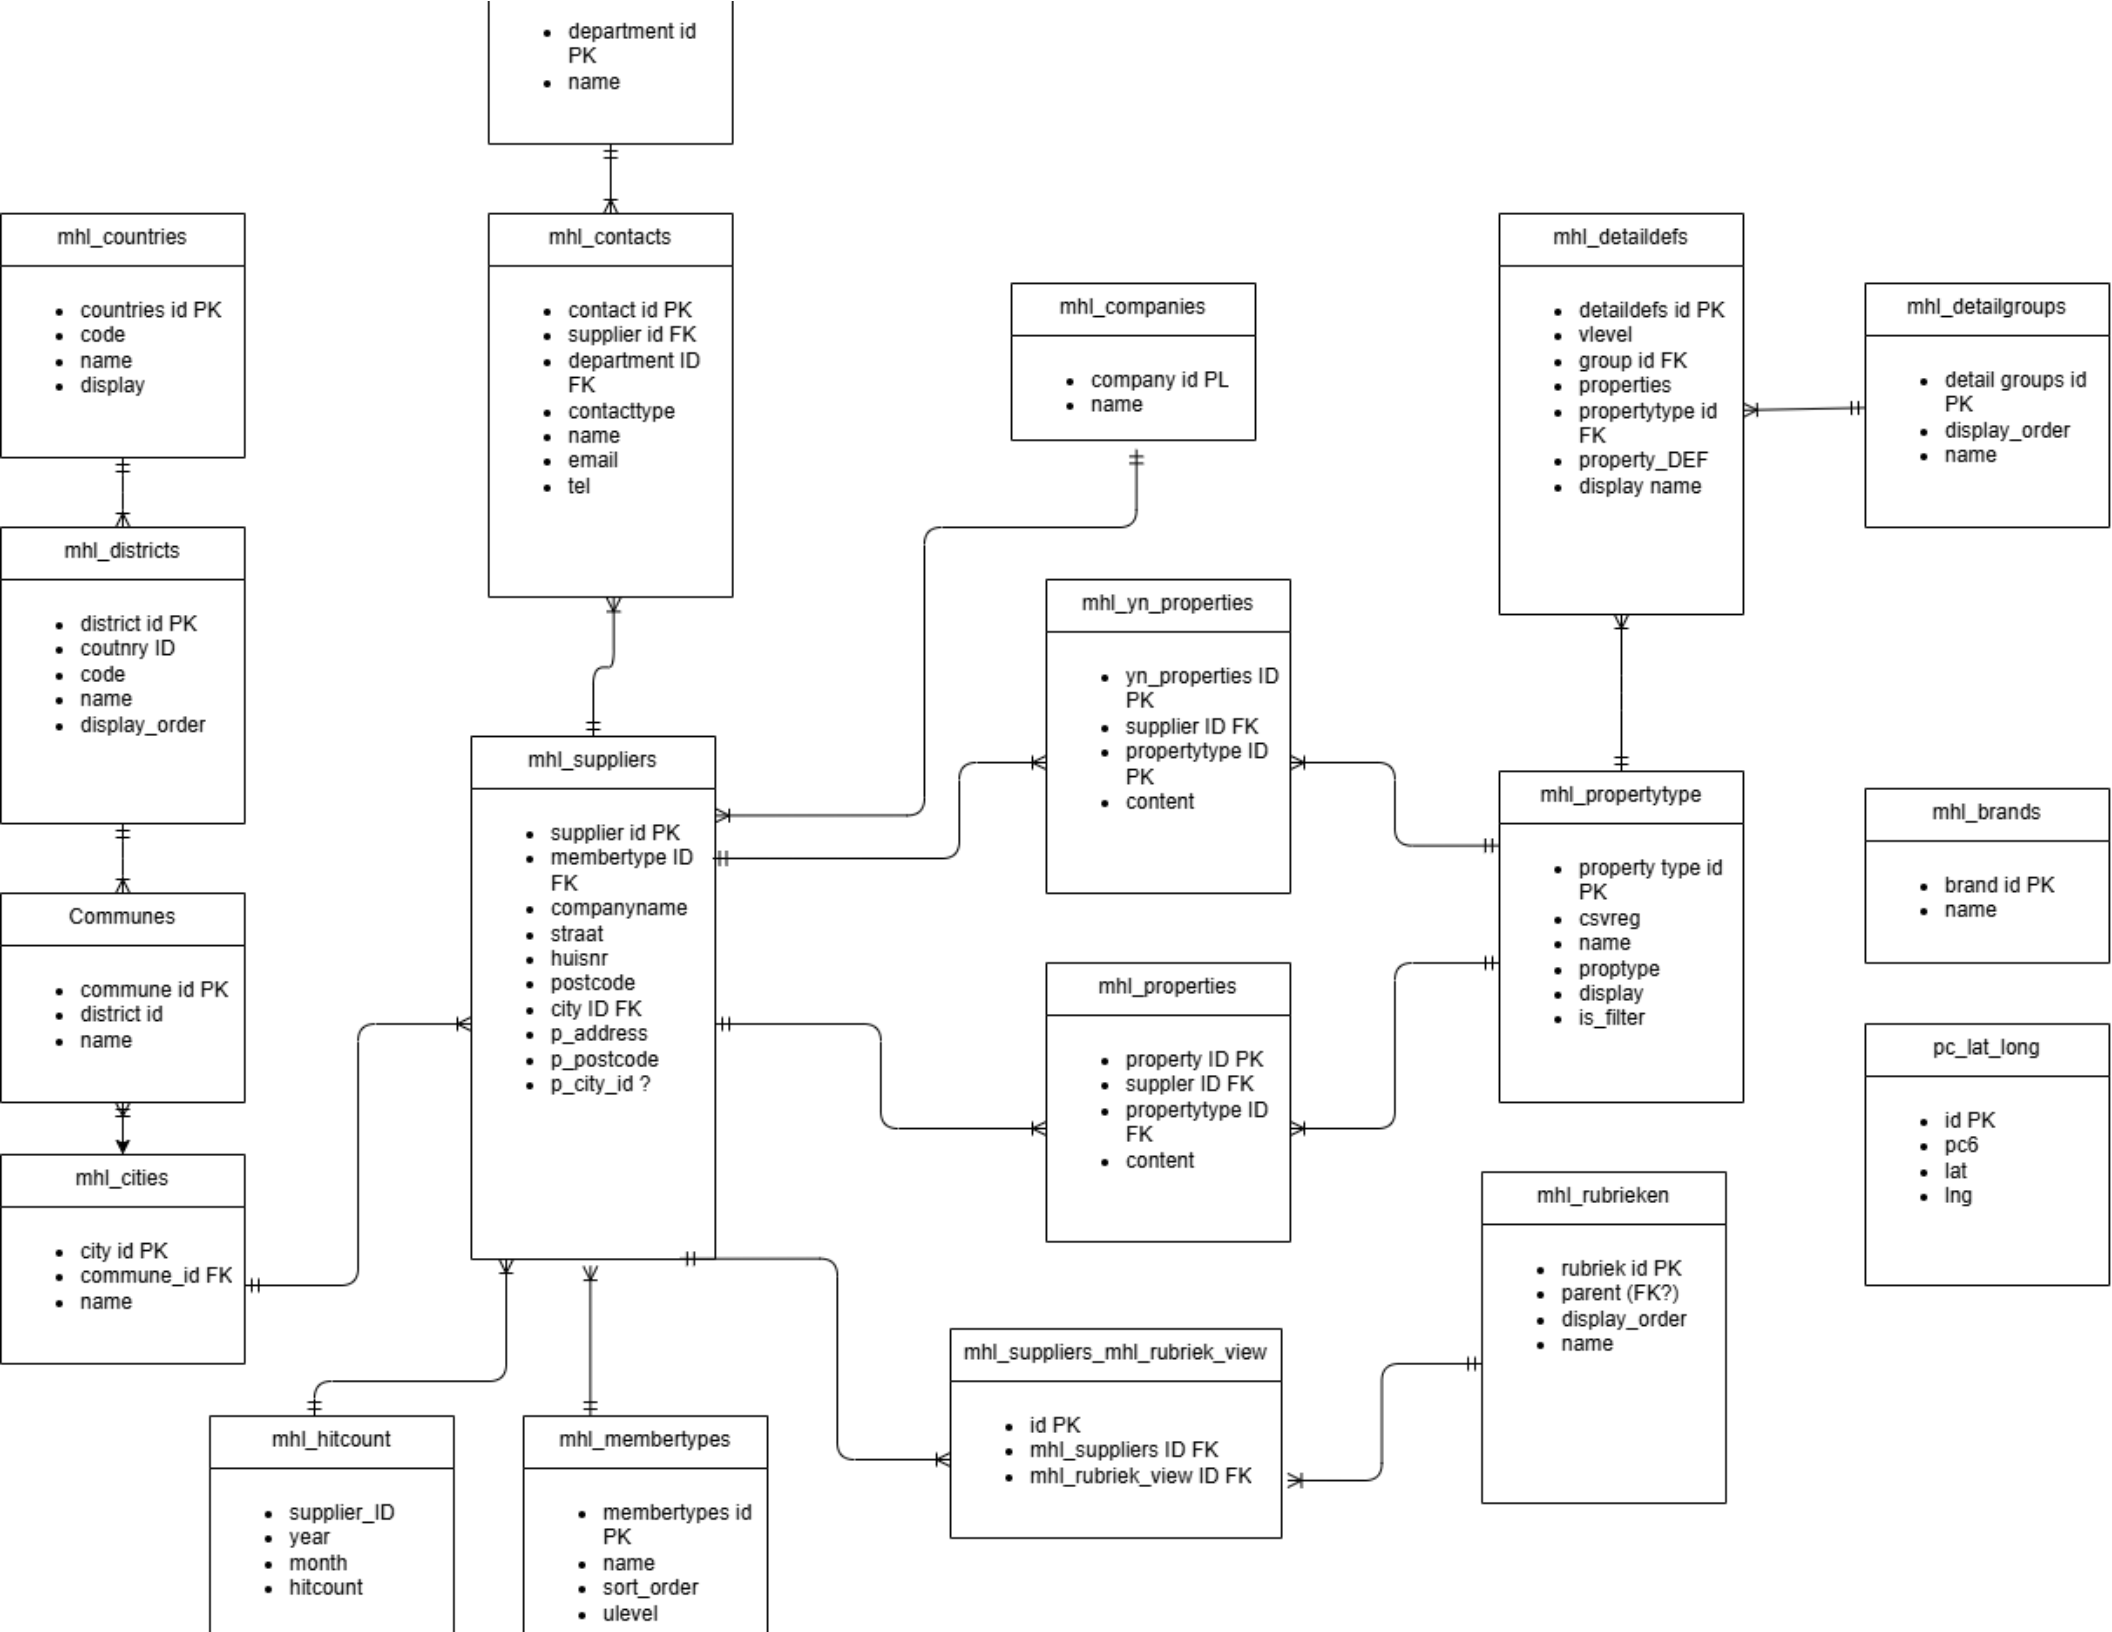 department id
PK
name
mhl_countries
countries id PK
code
name
display
mhl_contacts
contact id PK
supplier id FK
department ID
FK
contacttype
name
email
tel
mhl_companies
company id PL
name
mhl_detaildefs
detaildefs id PK
vlevel
group id FK
properties
propertytype id
FK
property_DEF
display name
mhl_detailgroups
detail groups id
PK
display_order
name
mhl_districts
district id PK
coutnry ID
code
name
display_order
mhl_yn_properties
yn_properties ID
PK
supplier ID FK
propertytype ID
PK
content
mhl_suppliers
supplier id PK
membertype ID
FK
companyname
straat
huisnr
postcode
city ID FK
p_address
p_postcode
p_city_id ?
mhl_propertytype
property type id
PK
csvreg
name
proptype
display
is_filter
mhl_brands
brand id PK
name
Communes
commune id PK
district id
name
mhl_properties
property ID PK
suppler ID FK
propertytype ID
FK
content
pc_lat_long
id PK
pc6
lat
lng
mhl_cities
city id PK
commune_id FK
name
mhl_rubrieken
rubriek id PK
parent (FK?)
display_order
name
mhl_suppliers_mhl_rubriek_view
id PK
mhl_suppliers ID FK
mhl_rubriek_view ID FK
mhl_hitcount
supplier_ID
year
month
hitcount
mhl_membertypes
membertypes id
PK
name
sort_order
ulevel